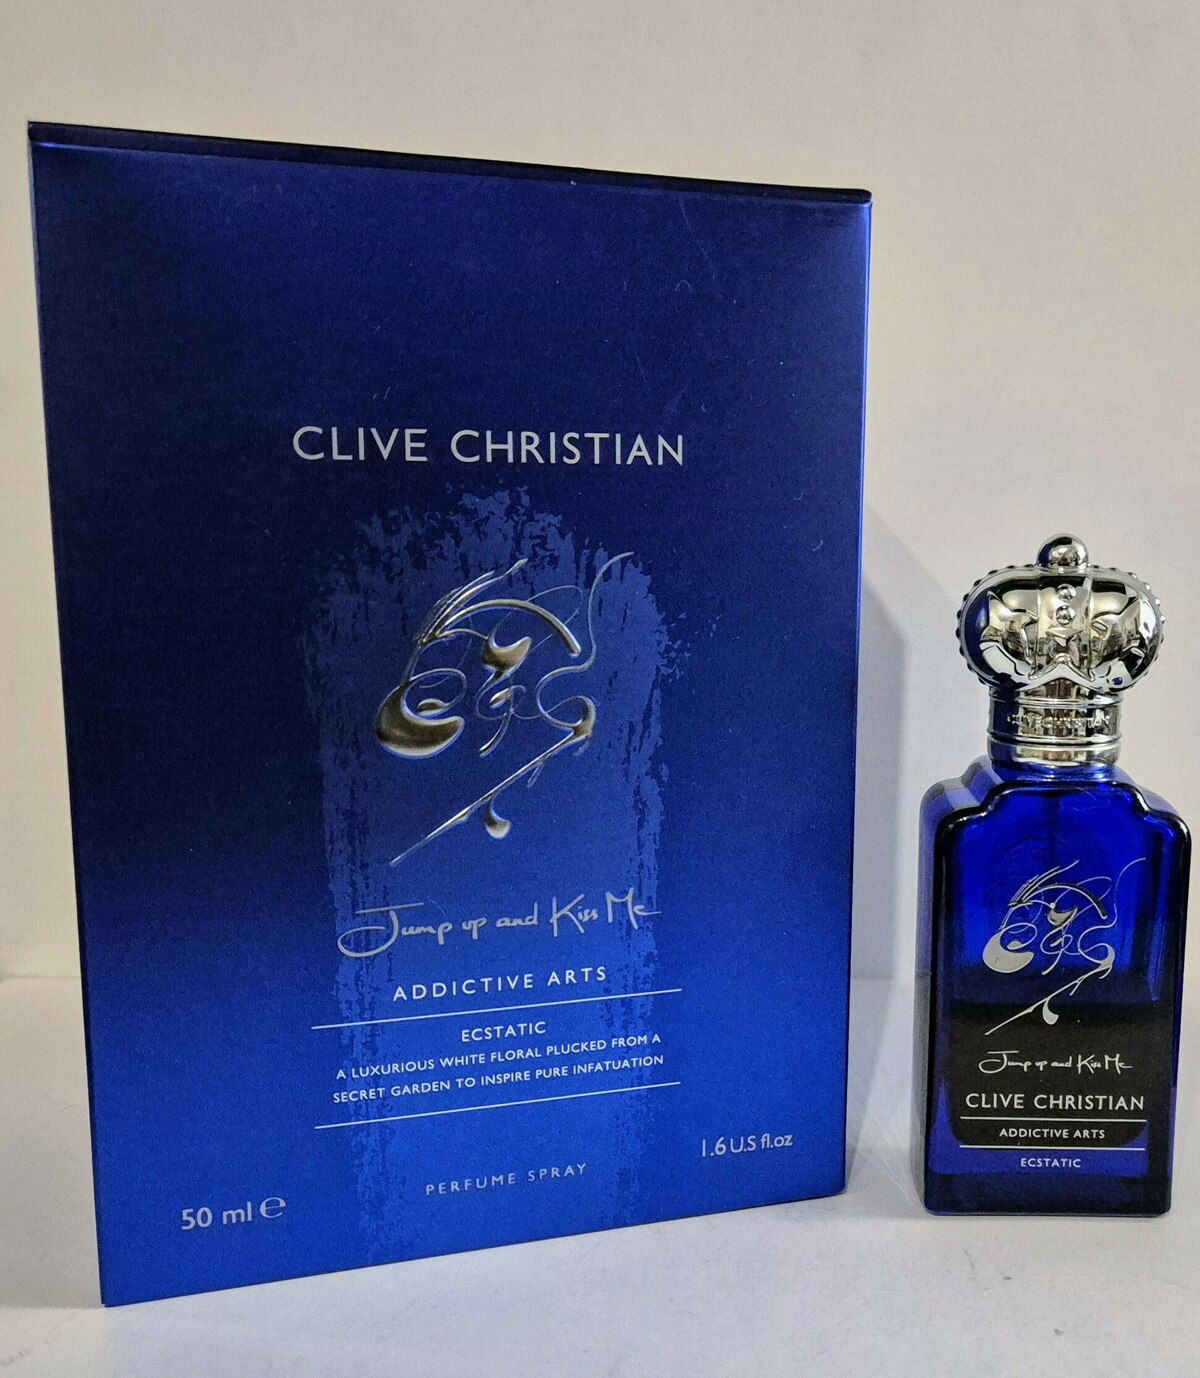 CLIVE CHRISTIAN
Jump up and Kiss Me
ADDICTIVE ARTS
ECSTATIC
A LUXURIOUS WHITE FLORAL PLUCKED FROM A
SECRET GARDEN TO INSPIRE PURE INFATUATION
PERFUME SPRAY
50 ml ℮
1.6 U.S fl.oz
CLIVE CHRISTIAN
Jump up and Kiss Me
CLIVE CHRISTIAN
ADDICTIVE ARTS
ECSTATIC